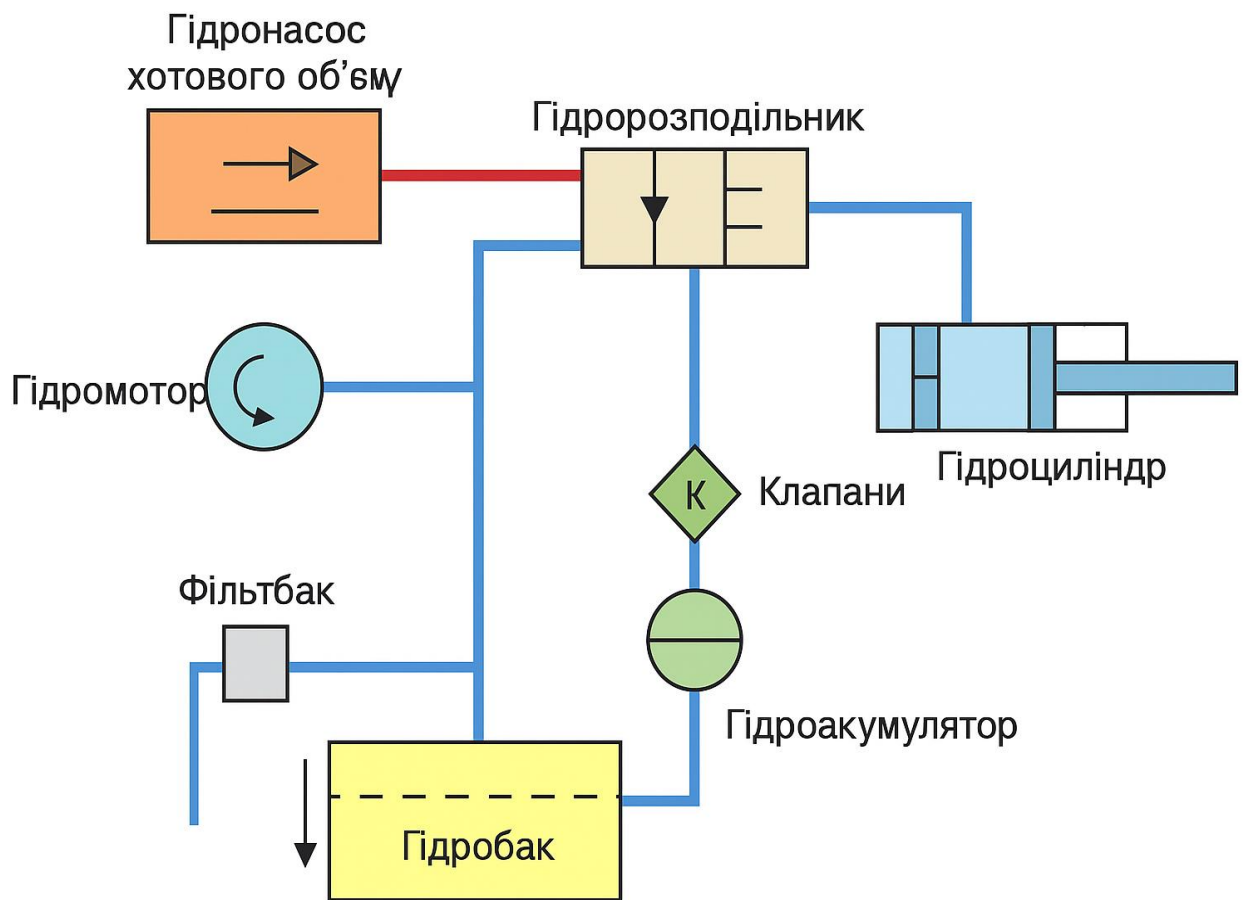 Гідронасос
хотового об'єму
Гідророзподільник
Гідромотор
Гідроциліндр
К
Клапани
Фільтбак
Гідроакумулятор
Гідробак